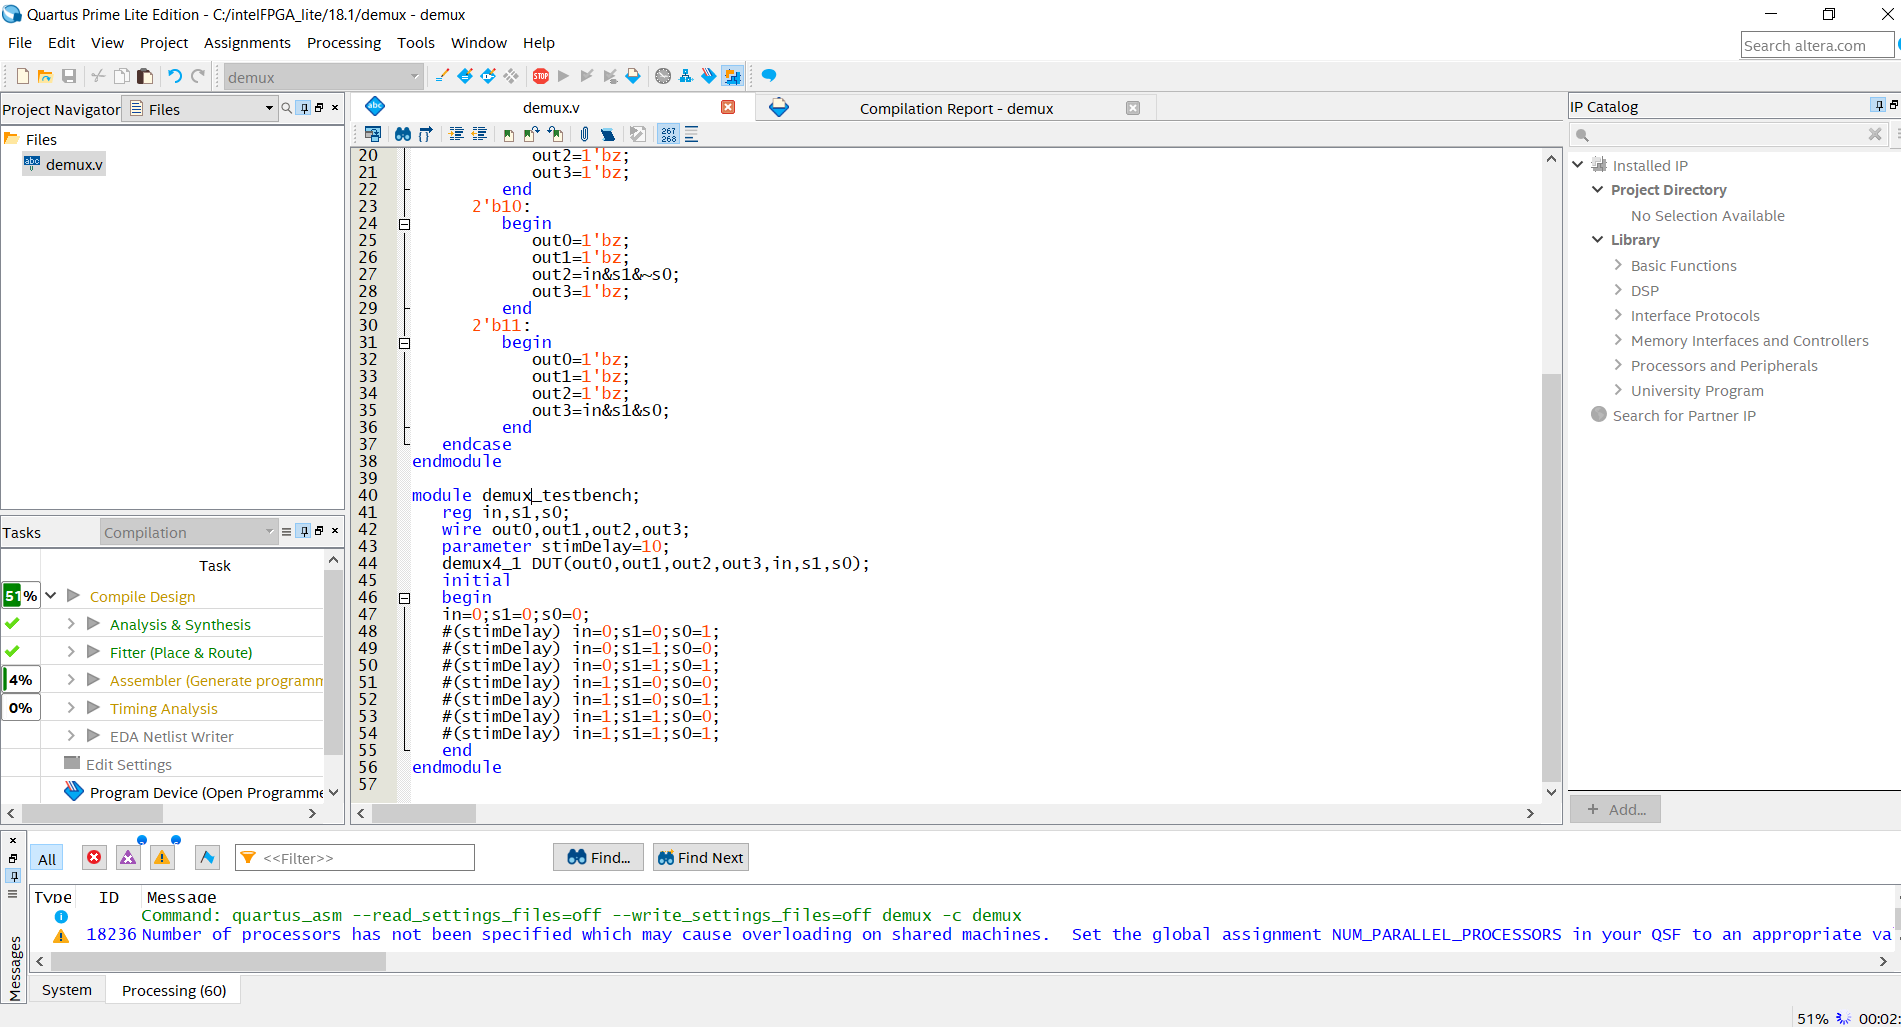 Quartus Prime Lite Edition - C:/intelFPGA_lite/18.1/demux - demux
File Edit View Project Assignments Processing Tools Window Help
Search altera.com
demux
Project Navigator Files
Files
demux.v
demux.v
Compilation Report - demux
267
268
20 out2=1'bz;
21 out3=1'bz;
22 end
23 2'b10:
24 begin
25 out0=1'bz;
26 out1=1'bz;
27 out2=in&s1&~s0;
28 out3=1'bz;
29 end
30 2'b11:
31 begin
32 out0=1'bz;
33 out1=1'bz;
34 out2=1'bz;
35 out3=in&s1&s0;
36 end
37 endcase
38 endmodule
39
40 module demux_testbench;
41 reg in,s1,s0;
42 wire out0,out1,out2,out3;
43 parameter stimDelay=10;
44 demux4_1 DUT(out0,out1,out2,out3,in,s1,s0);
45 initial
46 begin
47 in=0;s1=0;s0=0;
48 #(stimDelay) in=0;s1=0;s0=1;
49 #(stimDelay) in=0;s1=1;s0=0;
50 #(stimDelay) in=0;s1=1;s0=1;
51 #(stimDelay) in=1;s1=0;s0=0;
52 #(stimDelay) in=1;s1=0;s0=1;
53 #(stimDelay) in=1;s1=1;s0=0;
54 #(stimDelay) in=1;s1=1;s0=1;
55 end
56 endmodule
57
IP Catalog
Installed IP
Project Directory
No Selection Available
Library
Basic Functions
DSP
Interface Protocols
Memory Interfaces and Controllers
Processors and Peripherals
University Program
Search for Partner IP
+ Add...
Tasks Compilation
Task
51% Compile Design
Analysis & Synthesis
Fitter (Place & Route)
4% Assembler (Generate programm
0% Timing Analysis
EDA Netlist Writer
Edit Settings
Program Device (Open Programme
All <<Filter>> Find... Find Next
Type ID Message
Command: quartus_asm --read_settings_files=off --write_settings_files=off demux -c demux
18236 Number of processors has not been specified which may cause overloading on shared machines. Set the global assignment NUM_PARALLEL_PROCESSORS in your QSF to an appropriate va
Messages
System Processing (60)
51% 00:02: